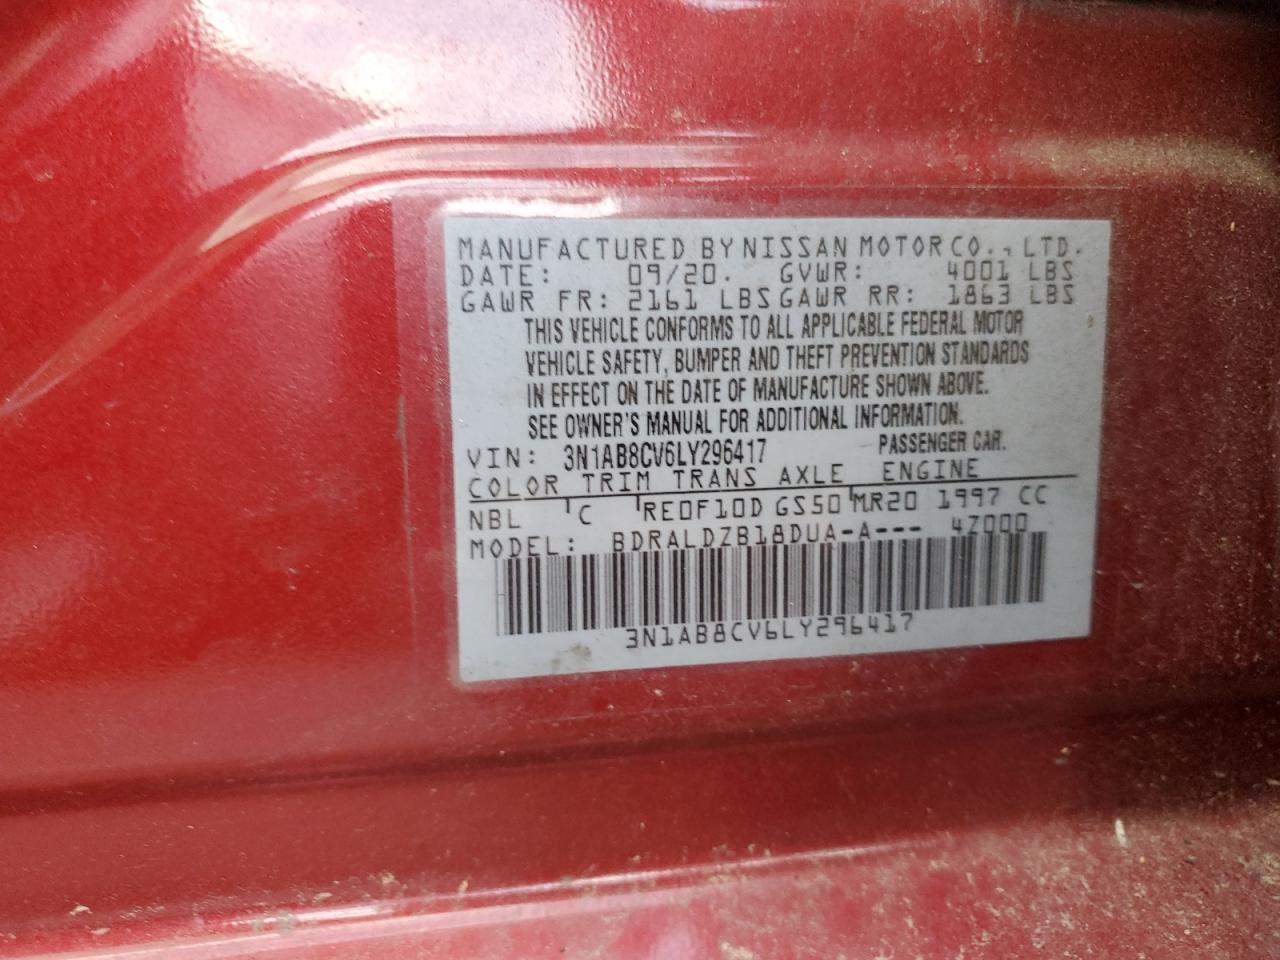 MANUFACTURED BY NISSAN MOTOR CO., LTD.
DATE: 09/20. GVWR: 4001 LBS
GAWR FR: 2161 LBS GAWR RR: 1863 LBS
THIS VEHICLE CONFORMS TO ALL APPLICABLE FEDERAL MOTOR
VEHICLE SAFETY, BUMPER AND THEFT PREVENTION STANDARDS
IN EFFECT ON THE DATE OF MANUFACTURE SHOWN ABOVE.
SEE OWNER'S MANUAL FOR ADDITIONAL INFORMATION.
VIN: 3N1AB8CV6LY296417 PASSENGER CAR.
COLOR TRIM TRANS AXLE ENGINE
NBL C RE0F10D GS50 MR20 1997 CC
MODEL: BDRALDZB18DUA-A--- 4Z000
3N1AB8CV6LY296417